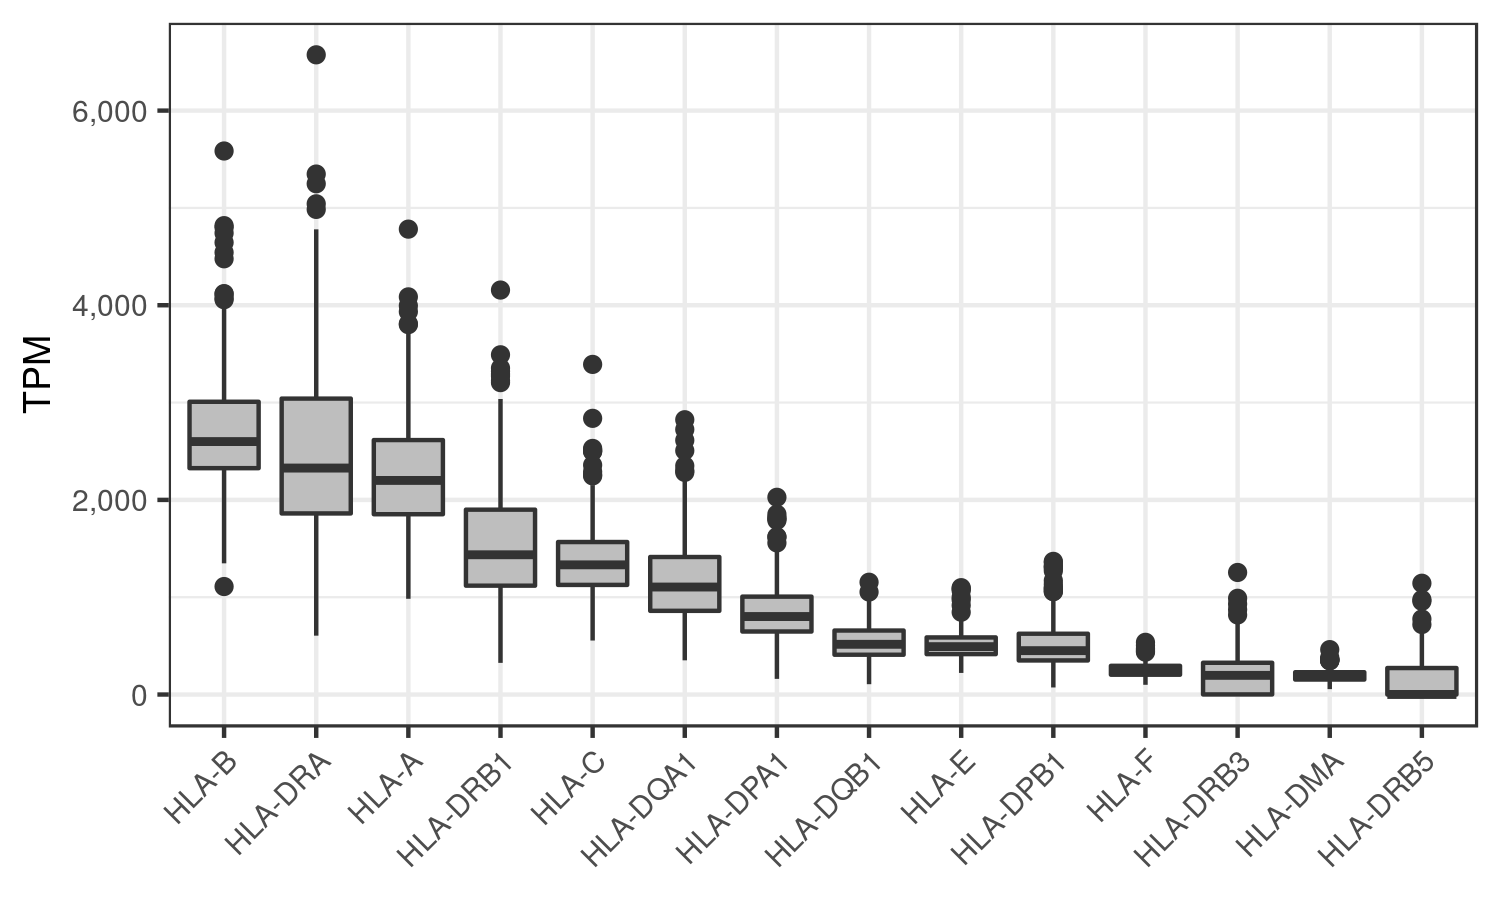 TPM
6,000
4,000
2,000
0
HLA-B
HLA-DRA
HLA-A
HLA-DRB1
HLA-C
HLA-DQA1
HLA-DPA1
HLA-DQB1
HLA-E
HLA-DPB1
HLA-F
HLA-DRB3
HLA-DMA
HLA-DRB5